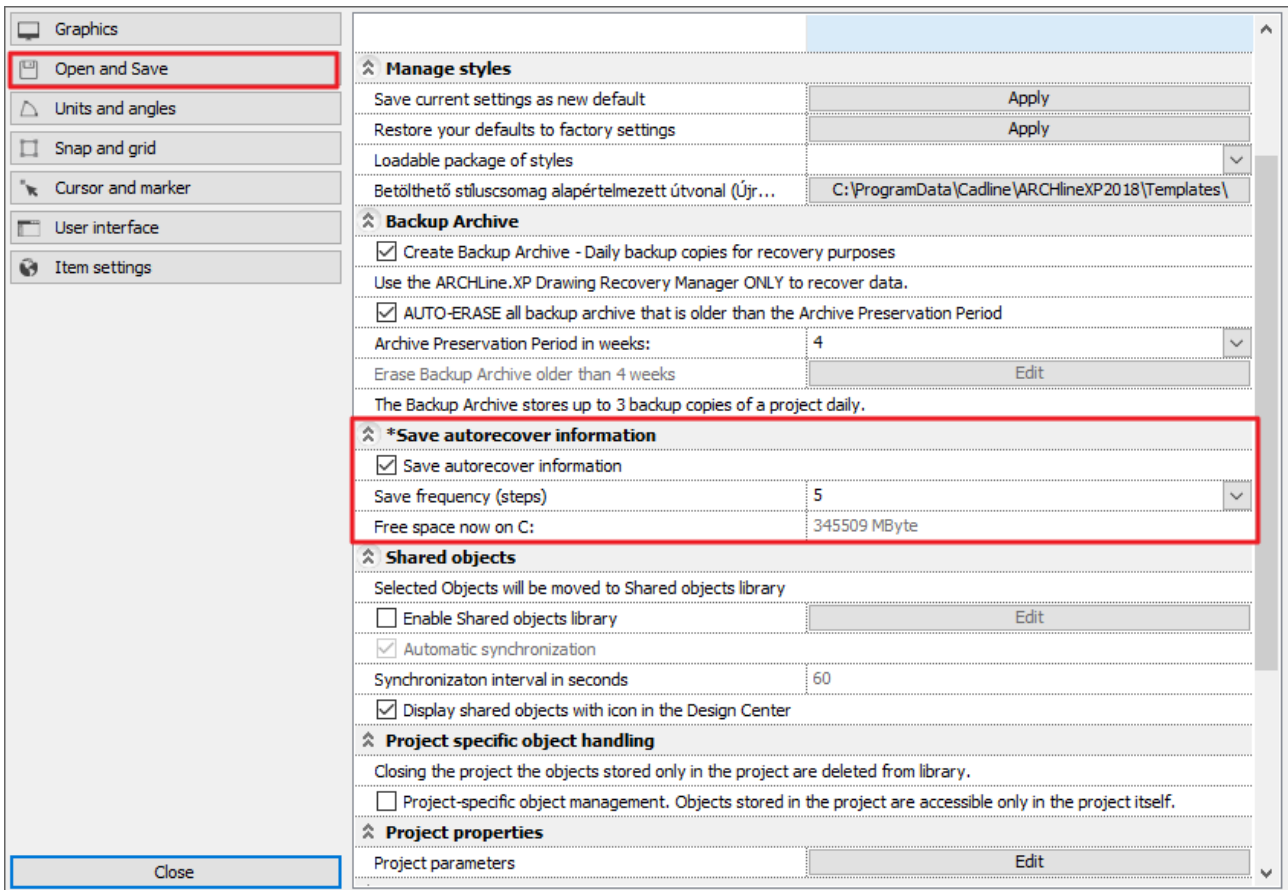 Graphics
Open and Save
Units and angles
Snap and grid
Cursor and marker
User interface
Item settings
Close
Manage styles
Save current settings as new default Apply
Restore your defaults to factory settings Apply
Loadable package of styles
Betölthető stíluscsomag alapértelmezett útvonal (Újr... C:\ProgramData\Cadline\ARCHlineXP2018\Templates\
Backup Archive
Create Backup Archive - Daily backup copies for recovery purposes
Use the ARCHLine.XP Drawing Recovery Manager ONLY to recover data.
AUTO-ERASE all backup archive that is older than the Archive Preservation Period
Archive Preservation Period in weeks: 4
Erase Backup Archive older than 4 weeks Edit
The Backup Archive stores up to 3 backup copies of a project daily.
*Save autorecover information
Save autorecover information
Save frequency (steps) 5
Free space now on C: 345509 MByte
Shared objects
Selected Objects will be moved to Shared objects library
Enable Shared objects library Edit
Automatic synchronization
Synchronizaton interval in seconds 60
Display shared objects with icon in the Design Center
Project specific object handling
Closing the project the objects stored only in the project are deleted from library.
Project-specific object management. Objects stored in the project are accessible only in the project itself.
Project properties
Project parameters Edit